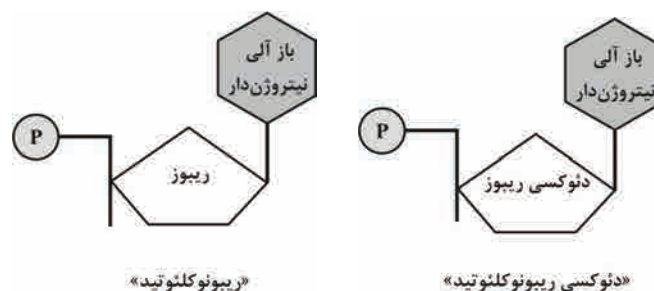 باز آلی
نیتروژن‌دار
P
دئوکسی ریبوز
«دئوکسی ریبونوکلئوتید»
باز آلی
نیتروژن‌دار
P
ریبوز
«ریبونوکلئوتید»